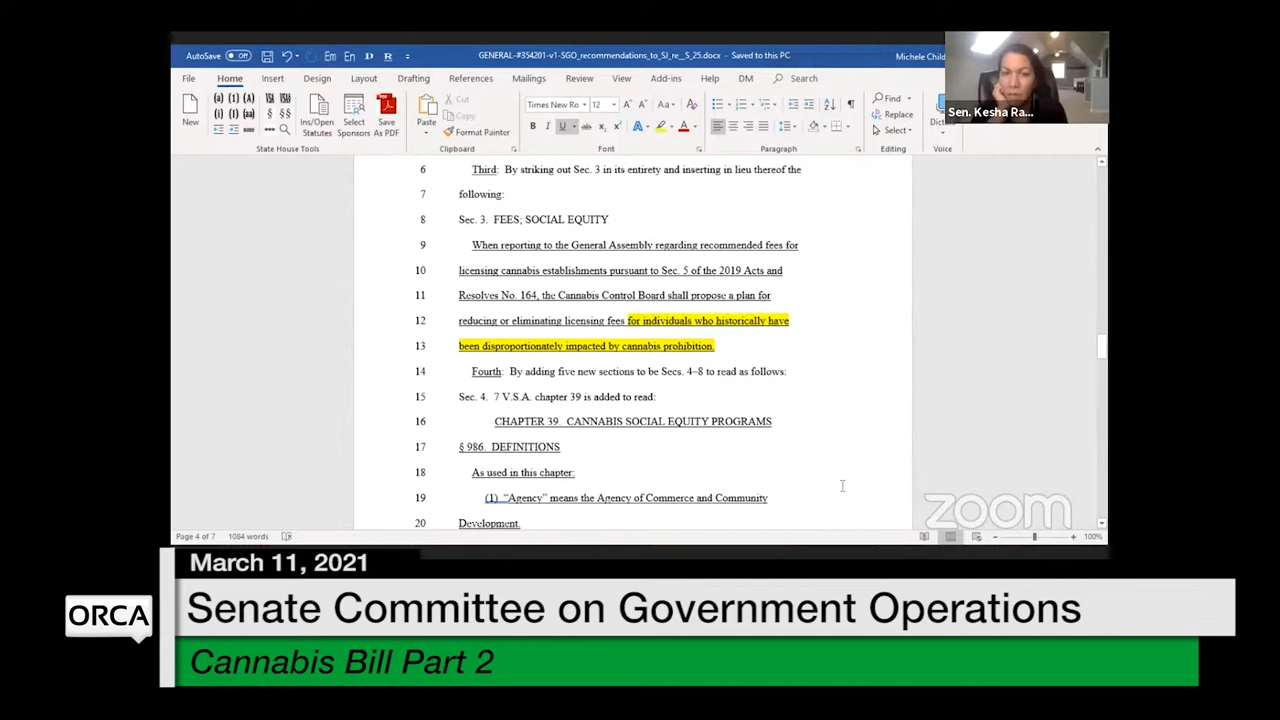 AutoSave Off
Em En D R
GENERAL-#354201-v1-SGO_recommendations_to_SJ_re__S_25.docx - Saved to this PC
Michele Child
File Home Insert Design Layout Drafting References Mailings Review View Add-ins DM Search
New
Ins/Open Statutes
Select Sponsors
Save As PDF
State House Tools
Paste
Cut
Copy
Format Painter
Clipboard
Times New Ro 12
Font
Paragraph
Find
Replace
Select
Editing
Voice
Sen. Kesha Ra...
6 Third: By striking out Sec. 3 in its entirety and inserting in lieu thereof the
7 following:
8 Sec. 3. FEES; SOCIAL EQUITY
9 When reporting to the General Assembly regarding recommended fees for
10 licensing cannabis establishments pursuant to Sec. 5 of the 2019 Acts and
11 Resolves No. 164, the Cannabis Control Board shall propose a plan for
12 reducing or eliminating licensing fees for individuals who historically have
13 been disproportionately impacted by cannabis prohibition.
14 Fourth: By adding five new sections to be Secs. 4–8 to read as follows:
15 Sec. 4. 7 V.S.A. chapter 39 is added to read:
16 CHAPTER 39. CANNABIS SOCIAL EQUITY PROGRAMS
17 § 986. DEFINITIONS
18 As used in this chapter:
19 (1) “Agency” means the Agency of Commerce and Community
20 Development.
zoom
Page 4 of 7 1084 words
100%
March 11, 2021
ORCA
Senate Committee on Government Operations
Cannabis Bill Part 2